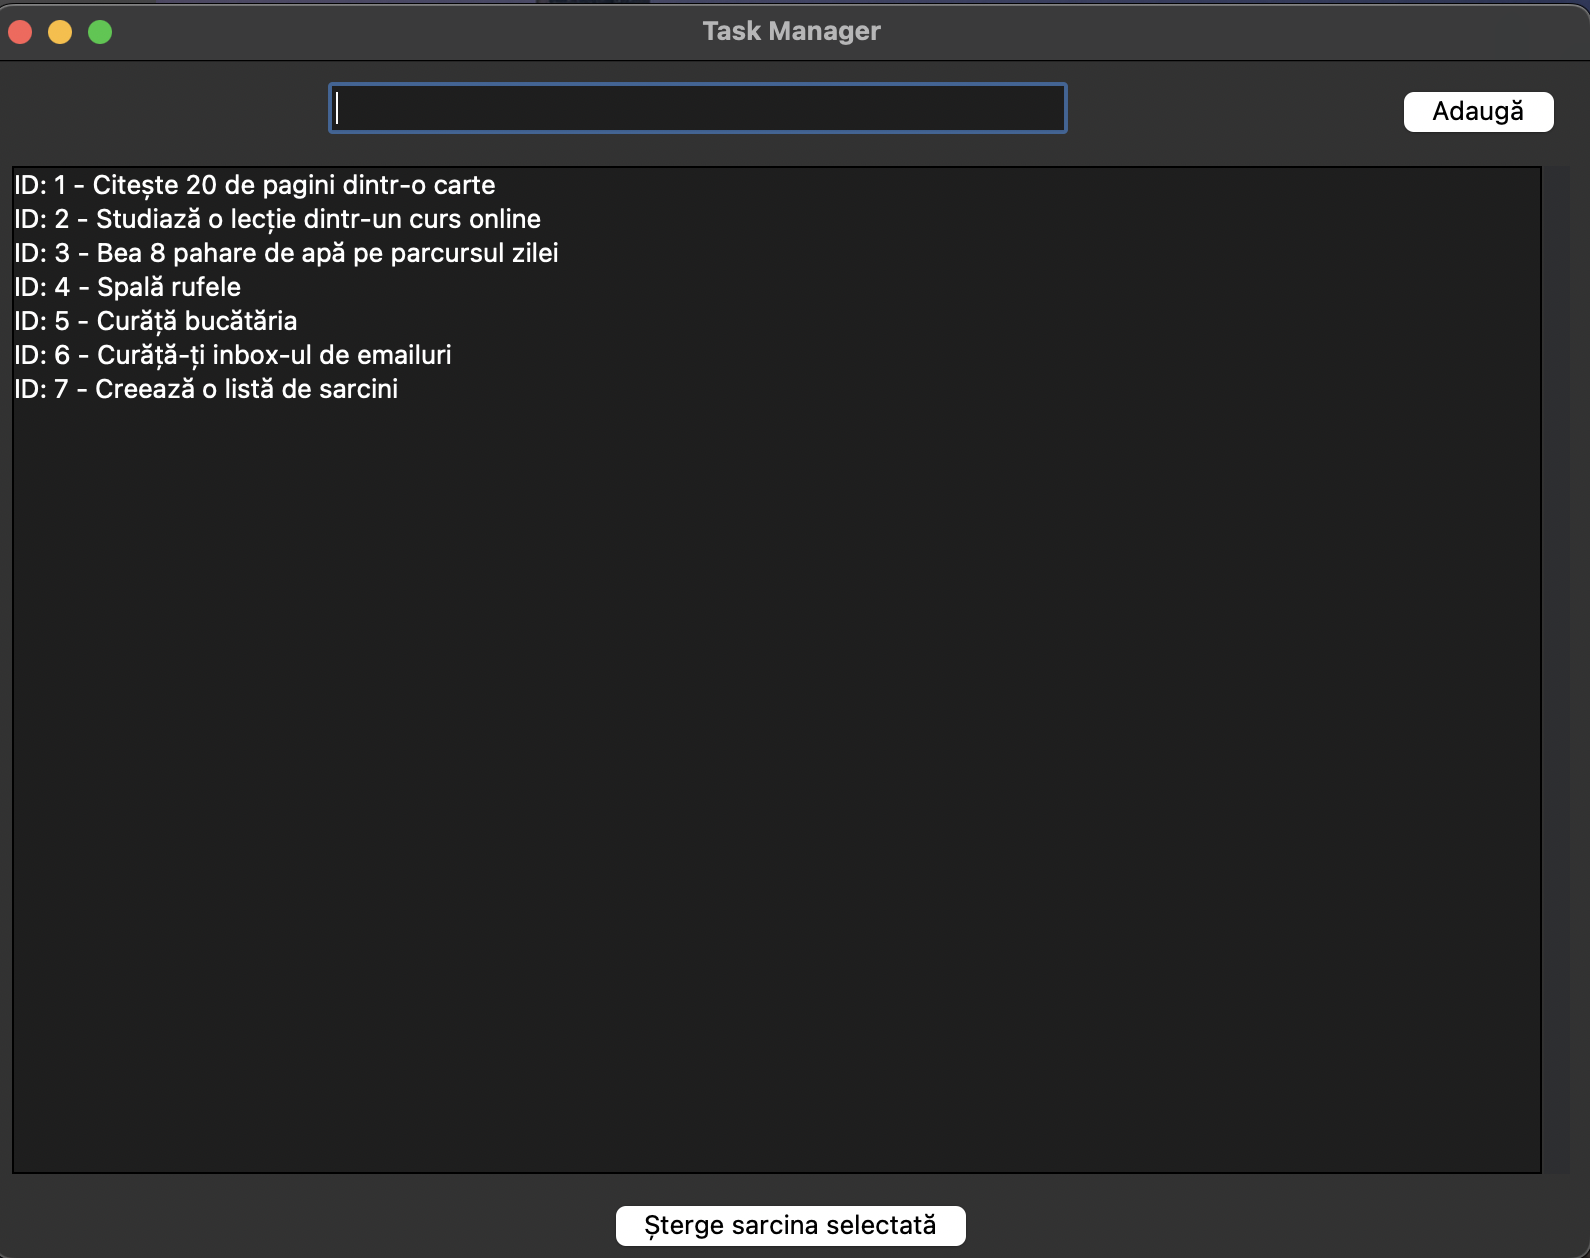 Task Manager
Adaugă
ID: 1 - Citește 20 de pagini dintr-o carte
ID: 2 - Studiază o lecție dintr-un curs online
ID: 3 - Bea 8 pahare de apă pe parcursul zilei
ID: 4 - Spală rufele
ID: 5 - Curăță bucătăria
ID: 6 - Curăță-ți inbox-ul de emailuri
ID: 7 - Creează o listă de sarcini
Șterge sarcina selectată